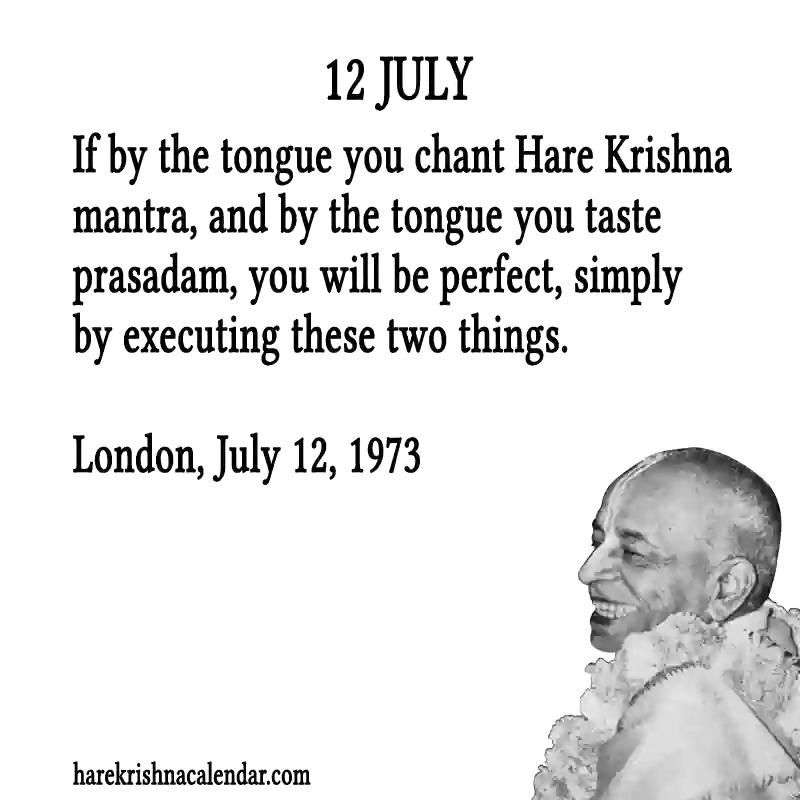 12 JULY
If by the tongue you chant Hare Krishna
mantra, and by the tongue you taste
prasadam, you will be perfect, simply
by executing these two things.
London, July 12, 1973
harekrishnacalendar.com